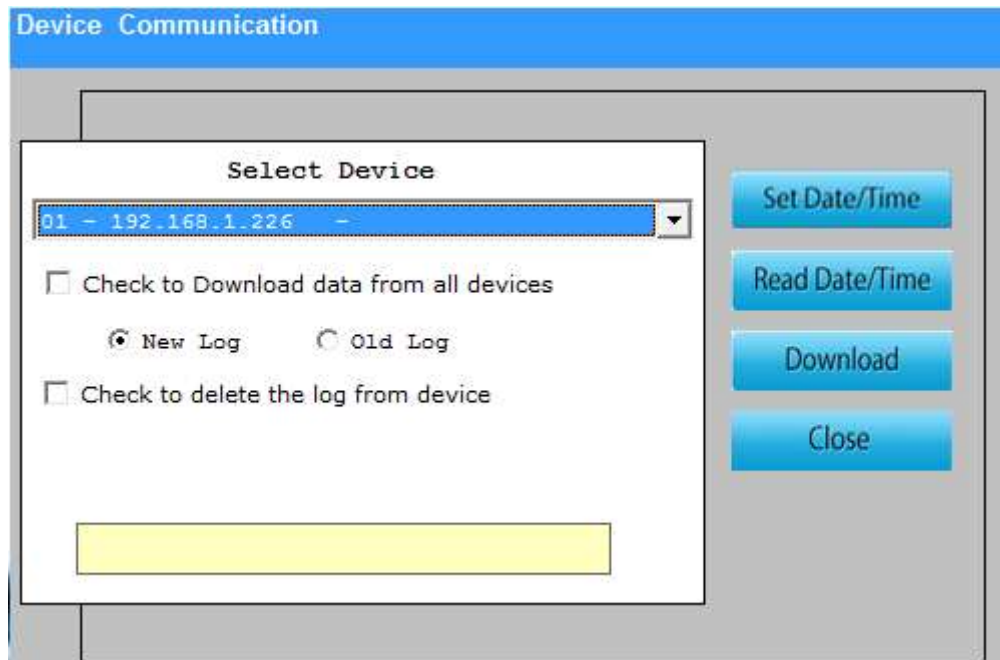 Device Communication
Select Device
01 - 192.168.1.226 -
Check to Download data from all devices
New Log Old Log
Check to delete the log from device
Set Date/Time
Read Date/Time
Download
Close